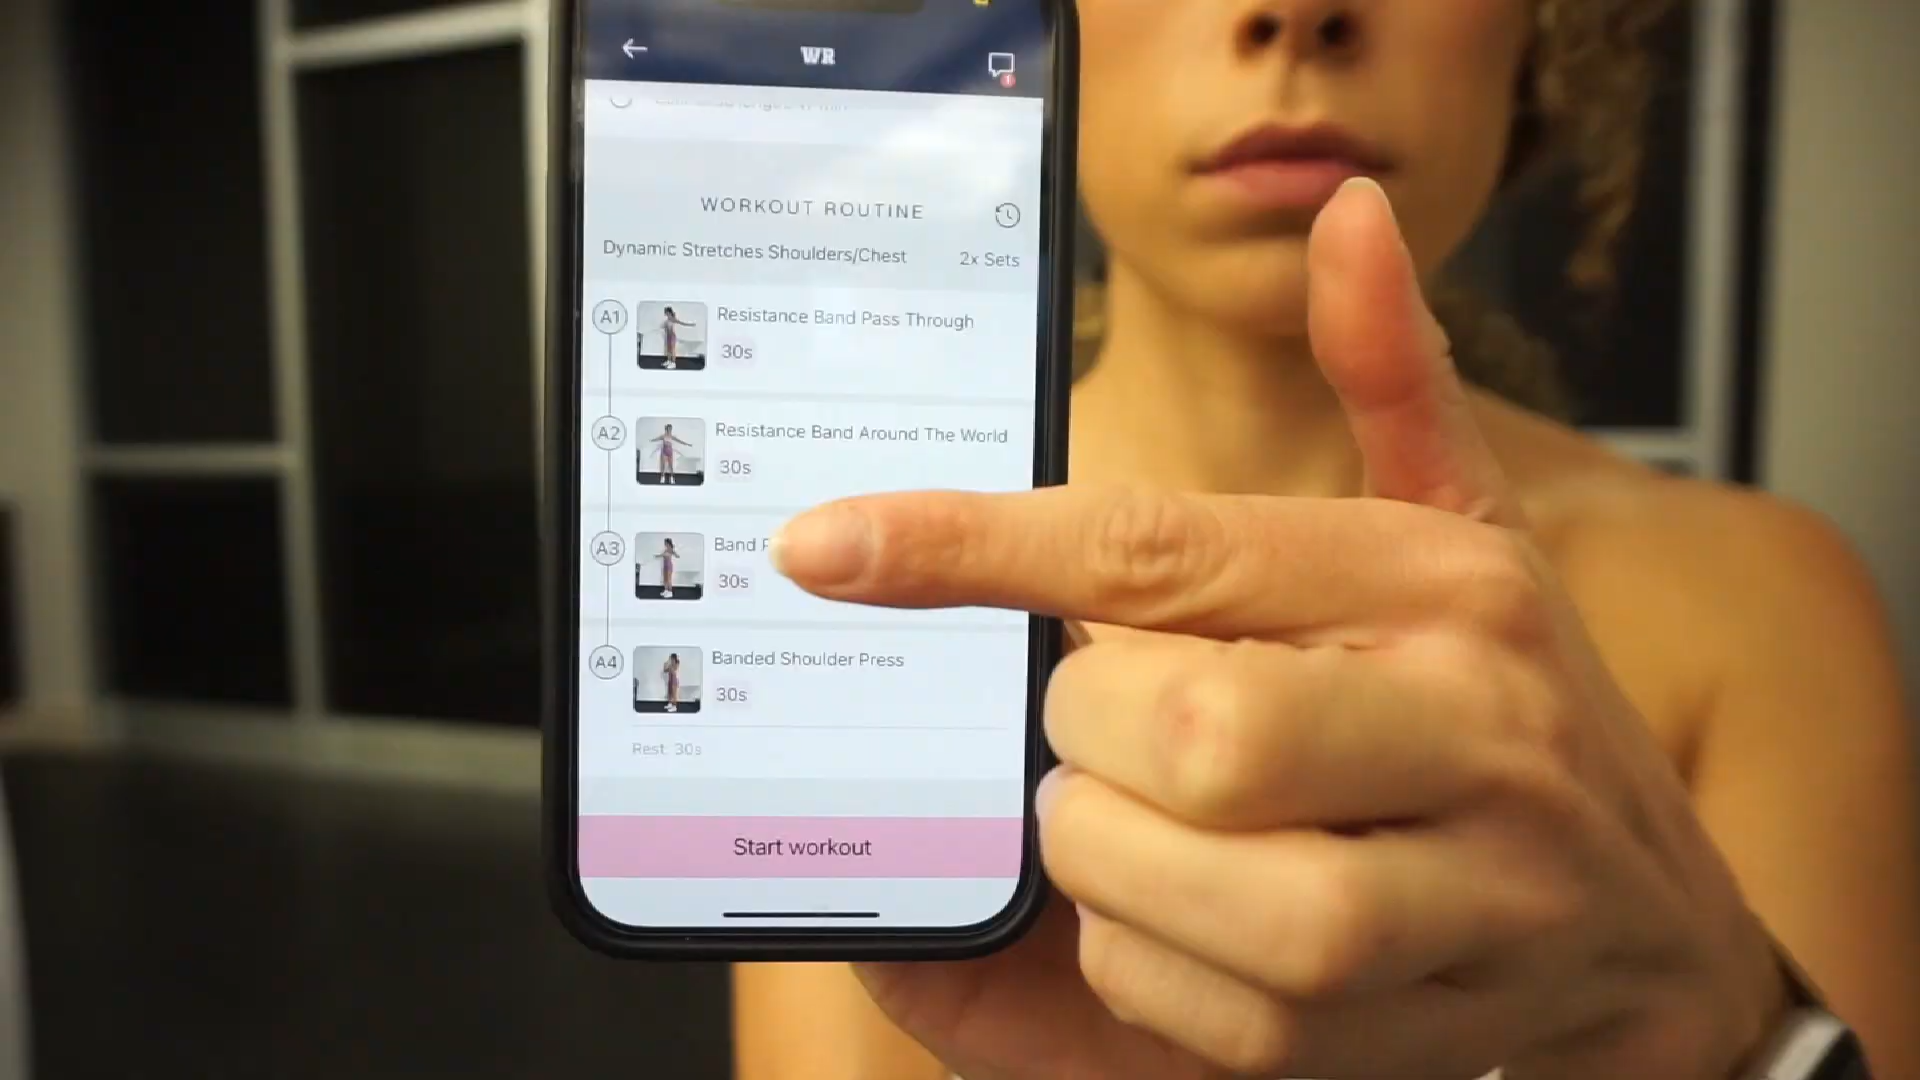 WR
1
WORKOUT ROUTINE
Dynamic Stretches Shoulders/Chest 2x Sets
A1 Resistance Band Pass Through
30s
A2 Resistance Band Around The World
30s
A3 Band
30s
A4 Banded Shoulder Press
30s
Rest: 30s
Start workout